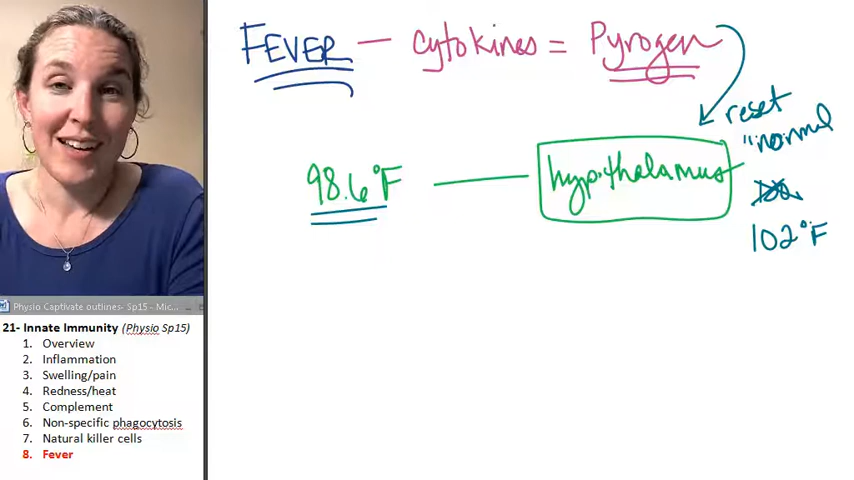 FEVER — cytokines = Pyrogen
reset
"normal
98.6°F — hypothalamus
102°F
Physio Captivate outlines- Sp15 - Mic...
21- Innate Immunity (Physio Sp15)
1. Overview
2. Inflammation
3. Swelling/pain
4. Redness/heat
5. Complement
6. Non-specific phagocytosis
7. Natural killer cells
8. Fever